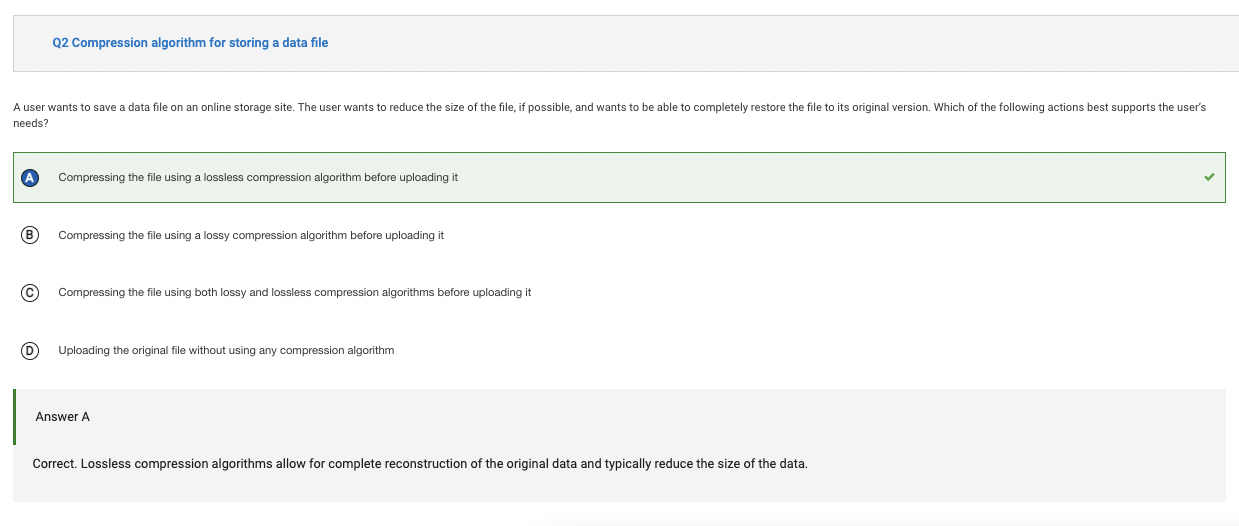 Q2 Compression algorithm for storing a data file
A user wants to save a data file on an online storage site. The user wants to reduce the size of the file, if possible, and wants to be able to completely restore the file to its original version. Which of the following actions best supports the user's
needs?
A Compressing the file using a lossless compression algorithm before uploading it
B Compressing the file using a lossy compression algorithm before uploading it
C Compressing the file using both lossy and lossless compression algorithms before uploading it
D Uploading the original file without using any compression algorithm
Answer A
Correct. Lossless compression algorithms allow for complete reconstruction of the original data and typically reduce the size of the data.